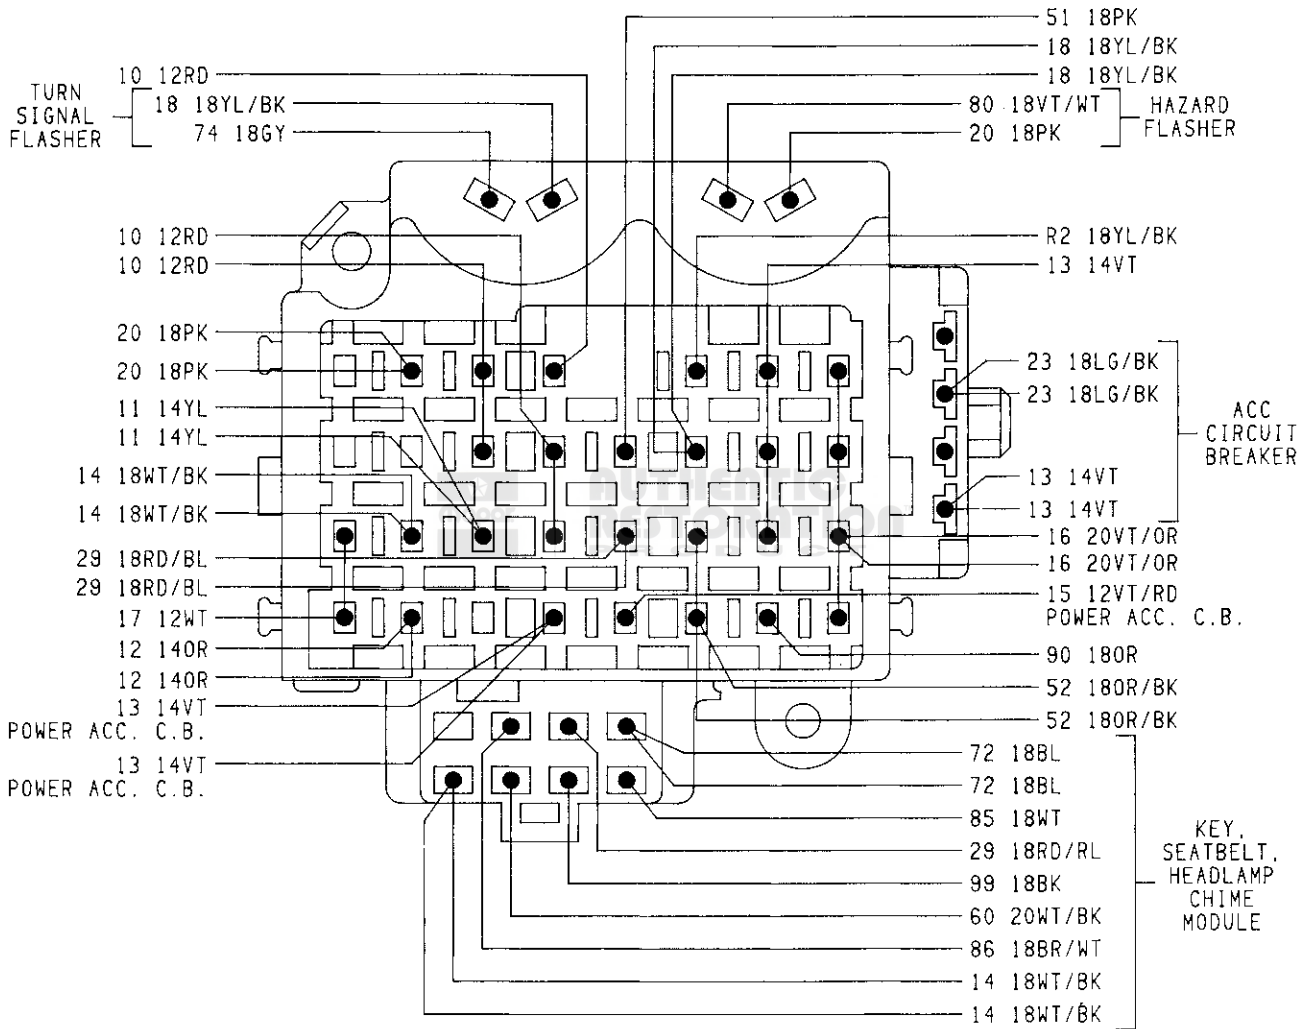 51 18PK
18 18YL/BK
18 18YL/BK
10 12RD
TURN
SIGNAL
FLASHER
18 18YL/BK
74 18GY
80 18VT/WT
20 18PK
HAZARD
FLASHER
10 12RD
10 12RD
R2 18YL/BK
13 14VT
20 18PK
20 18PK
11 14YL
11 14YL
14 18WT/BK
14 18WT/BK
29 18RD/BL
29 18RD/BL
17 12WT
12 14OR
12 14OR
13 14VT
POWER ACC. C.B.
13 14VT
POWER ACC. C.B.
23 18LG/BK
23 18LG/BK
13 14VT
13 14VT
ACC
CIRCUIT
BREAKER
16 20VT/OR
16 20VT/OR
15 12VT/RD
POWER ACC. C.B.
90 18OR
52 18OR/BK
52 18OR/BK
72 18BL
72 18BL
85 18WT
29 18RD/RL
99 18BK
60 20WT/BK
86 18BR/WT
14 18WT/BK
14 18WT/BK
KEY,
SEATBELT,
HEADLAMP
CHIME
MODULE
AUTHENTIC
RESTORATION